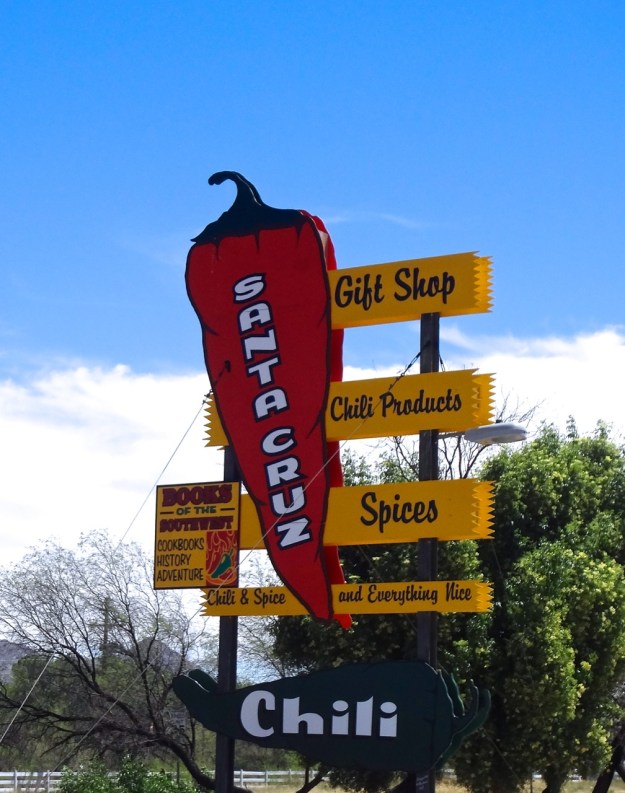 SANTA CRUZ
Gift Shop
Chili Products
Spices
BOOKS
OF THE
SOUTHWEST
COOKBOOKS
HISTORY
ADVENTURE
Chili & Spice and Everything Nice
Chili